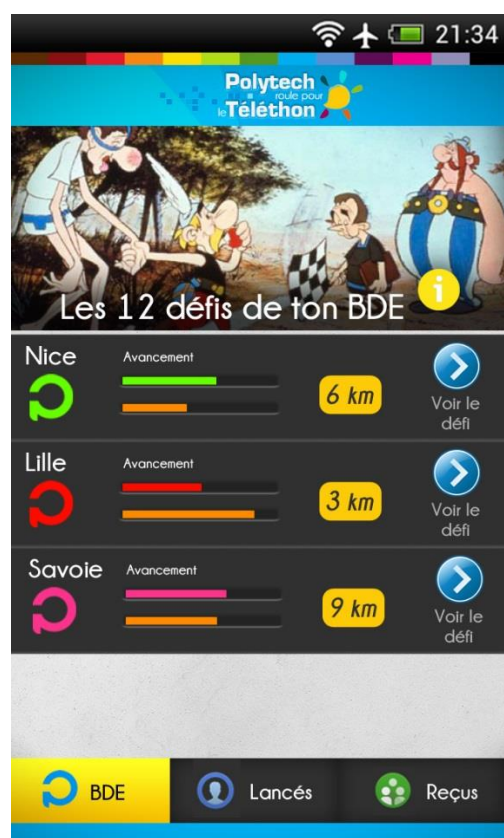 21:34
Polytech
roule pour
le Téléthon
Les 12 défis de ton BDE
i
Nice
Avancement
6 km
Voir le
défi
Lille
Avancement
3 km
Voir le
défi
Savoie
Avancement
9 km
Voir le
défi
BDE
Lancés
Reçus